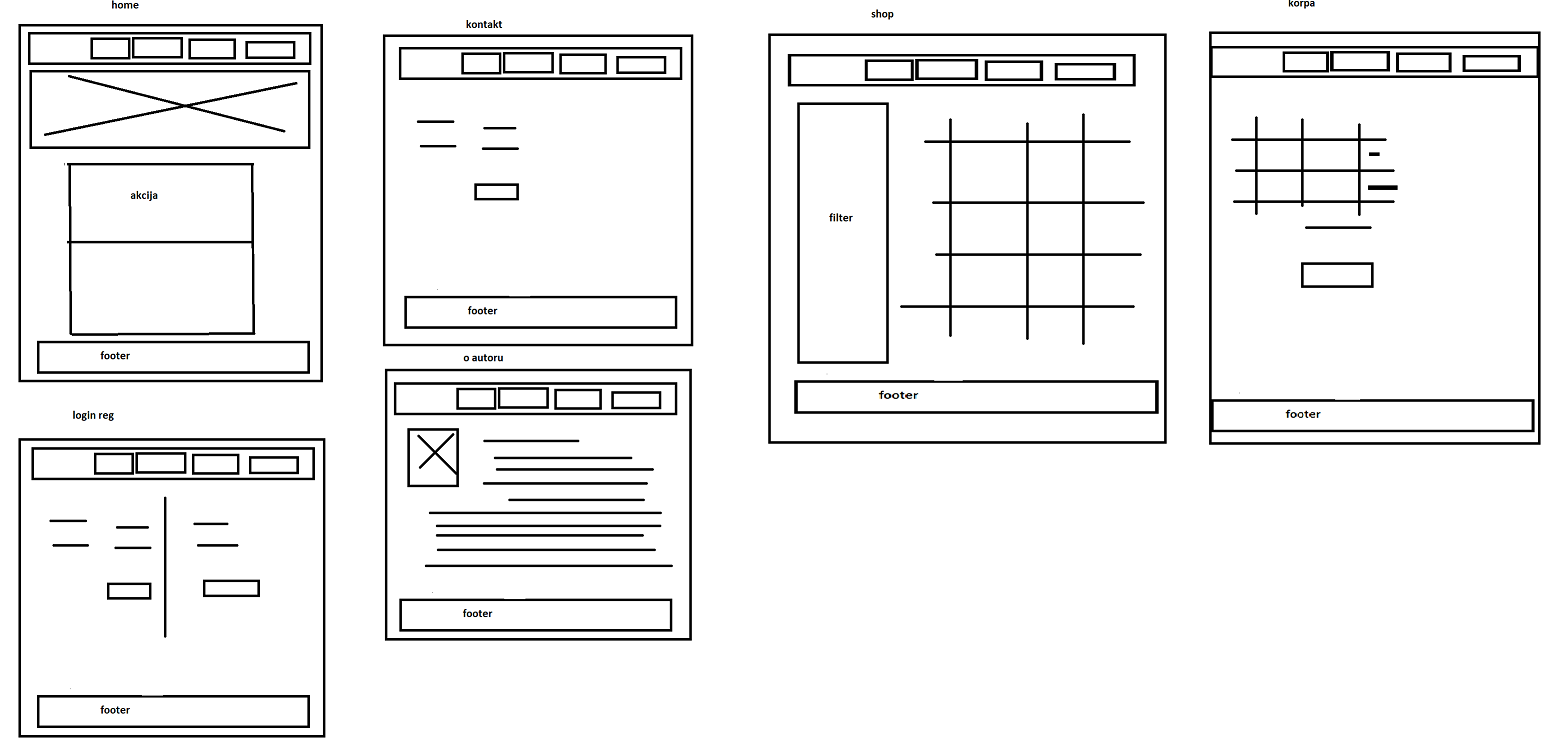 home
akcija
footer
login reg
footer
kontakt
footer
o autoru
footer
shop
filter
footer
korpa
footer